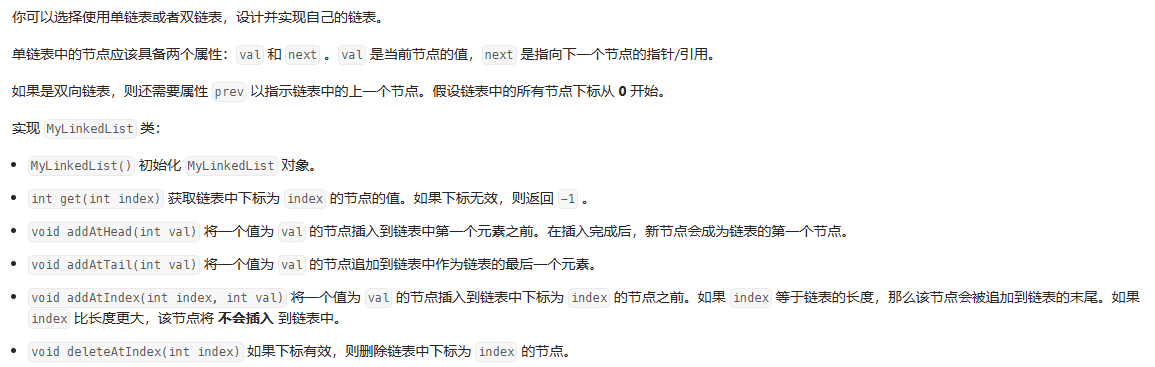 你可以选择使用单链表或者双链表，设计并实现自己的链表。
单链表中的节点应该具备两个属性：val 和 next 。val 是当前节点的值，next 是指向下一个节点的指针/引用。
如果是双向链表，则还需要属性 prev 以指示链表中的上一个节点。假设链表中的所有节点下标从 0 开始。
实现 MyLinkedList 类：
• MyLinkedList() 初始化 MyLinkedList 对象。
• int get(int index) 获取链表中下标为 index 的节点的值。如果下标无效，则返回 -1 。
• void addAtHead(int val) 将一个值为 val 的节点插入到链表中第一个元素之前。在插入完成后，新节点会成为链表的第一个节点。
• void addAtTail(int val) 将一个值为 val 的节点追加到链表中作为链表的最后一个元素。
• void addAtIndex(int index, int val) 将一个值为 val 的节点插入到链表中下标为 index 的节点之前。如果 index 等于链表的长度，那么该节点会被追加到链表的末尾。如果
index 比长度更大，该节点将 不会插入 到链表中。
• void deleteAtIndex(int index) 如果下标有效，则删除链表中下标为 index 的节点。